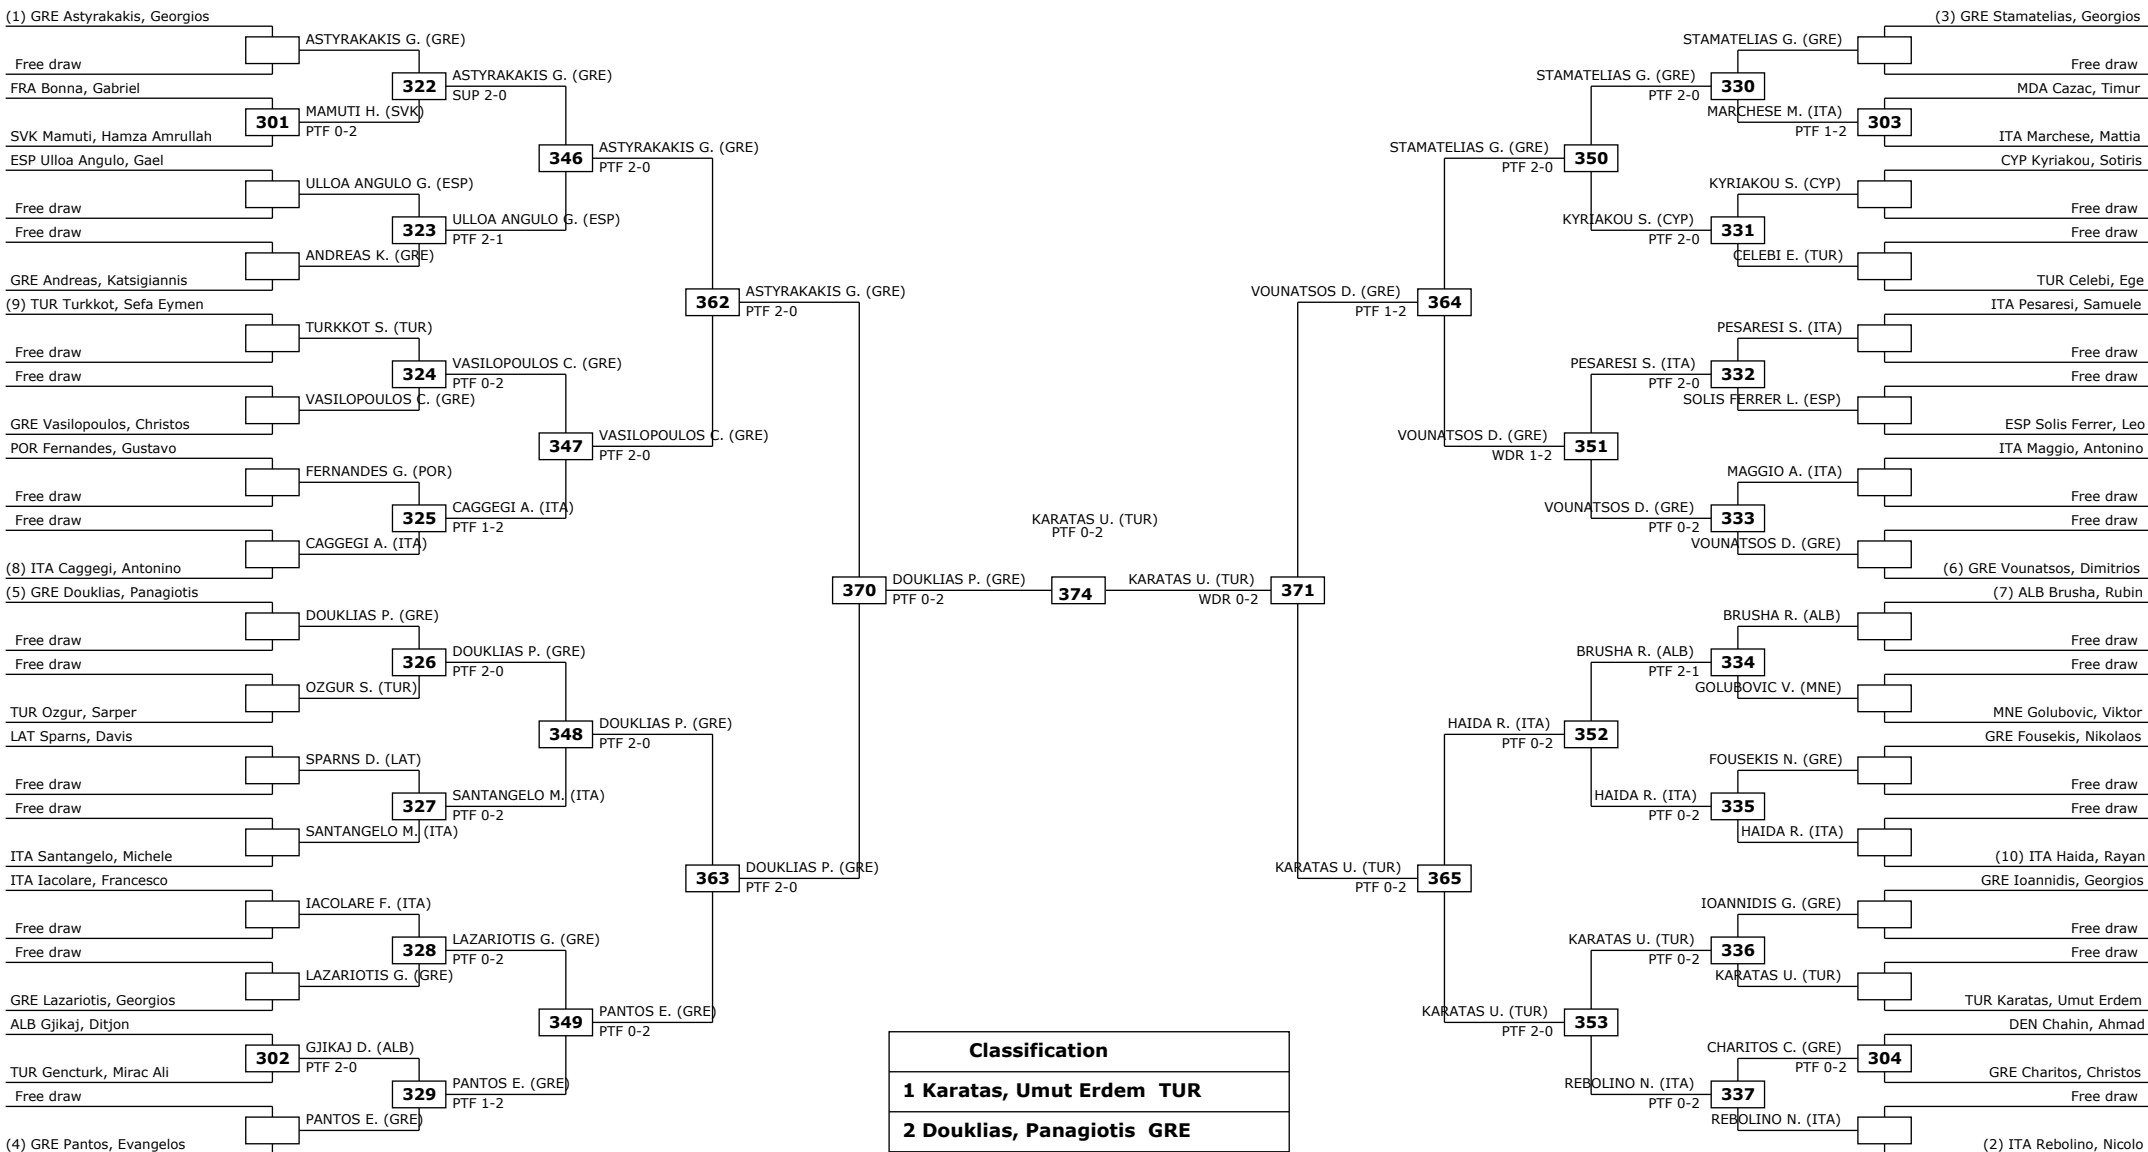 (1) GRE Astyrakakis, Georgios
ASTYRAKAKIS G. (GRE)
Free draw
322
ASTYRAKAKIS G. (GRE)
SUP 2-0
FRA Bonna, Gabriel
301
MAMUTI H. (SVK)
PTF 0-2
SVK Mamuti, Hamza Amrullah
346
ASTYRAKAKIS G. (GRE)
PTF 2-0
ESP Ulloa Angulo, Gael
ULLOA ANGULO G. (ESP)
Free draw
323
ULLOA ANGULO G. (ESP)
PTF 2-1
Free draw
ANDREAS K. (GRE)
GRE Andreas, Katsigiannis
362
ASTYRAKAKIS G. (GRE)
PTF 2-0
(9) TUR Turkkot, Sefa Eymen
TURKKOT S. (TUR)
Free draw
324
VASILOPOULOS C. (GRE)
PTF 0-2
Free draw
VASILOPOULOS C. (GRE)
GRE Vasilopoulos, Christos
347
VASILOPOULOS C. (GRE)
PTF 2-0
POR Fernandes, Gustavo
FERNANDES G. (POR)
Free draw
325
CAGGEGI A. (ITA)
PTF 1-2
Free draw
CAGGEGI A. (ITA)
(8) ITA Caggegi, Antonino
370
DOUKLIAS P. (GRE)
PTF 0-2
(5) GRE Douklias, Panagiotis
DOUKLIAS P. (GRE)
Free draw
326
DOUKLIAS P. (GRE)
PTF 2-0
Free draw
OZGUR S. (TUR)
TUR Ozgur, Sarper
348
DOUKLIAS P. (GRE)
PTF 2-0
LAT Sparns, Davis
SPARNS D. (LAT)
Free draw
327
SANTANGELO M. (ITA)
PTF 0-2
Free draw
SANTANGELO M. (ITA)
ITA Santangelo, Michele
363
DOUKLIAS P. (GRE)
PTF 2-0
ITA Iacolare, Francesco
IACOLARE F. (ITA)
Free draw
328
LAZARIOTIS G. (GRE)
PTF 0-2
Free draw
LAZARIOTIS G. (GRE)
GRE Lazariotis, Georgios
349
PANTOS E. (GRE)
PTF 0-2
ALB Gjikaj, Ditjon
302
GJIKAJ D. (ALB)
PTF 2-0
TUR Gencturk, Mirac Ali
329
PANTOS E. (GRE)
PTF 1-2
Free draw
PANTOS E. (GRE)
(4) GRE Pantos, Evangelos
KARATAS U. (TUR)
PTF 0-2
374
(3) GRE Stamatelias, Georgios
STAMATELIAS G. (GRE)
Free draw
STAMATELIAS G. (GRE)
PTF 2-0
330
MDA Cazac, Timur
MARCHESE M. (ITA)
PTF 1-2
303
ITA Marchese, Mattia
STAMATELIAS G. (GRE)
PTF 2-0
350
CYP Kyriakou, Sotiris
KYRIAKOU S. (CYP)
Free draw
KYRIAKOU S. (CYP)
PTF 2-0
331
Free draw
CELEBI E. (TUR)
TUR Celebi, Ege
VOUNATSOS D. (GRE)
PTF 1-2
364
ITA Pesaresi, Samuele
PESARESI S. (ITA)
Free draw
PESARESI S. (ITA)
PTF 2-0
332
Free draw
SOLIS FERRER L. (ESP)
ESP Solis Ferrer, Leo
VOUNATSOS D. (GRE)
WDR 1-2
351
ITA Maggio, Antonino
MAGGIO A. (ITA)
Free draw
VOUNATSOS D. (GRE)
PTF 0-2
333
Free draw
VOUNATSOS D. (GRE)
(6) GRE Vounatsos, Dimitrios
KARATAS U. (TUR)
WDR 0-2
371
(7) ALB Brusha, Rubin
BRUSHA R. (ALB)
Free draw
BRUSHA R. (ALB)
PTF 2-1
334
Free draw
GOLUBOVIC V. (MNE)
MNE Golubovic, Viktor
HAIDA R. (ITA)
PTF 0-2
352
GRE Fousekis, Nikolaos
FOUSEKIS N. (GRE)
Free draw
HAIDA R. (ITA)
PTF 0-2
335
Free draw
HAIDA R. (ITA)
(10) ITA Haida, Rayan
KARATAS U. (TUR)
PTF 0-2
365
GRE Ioannidis, Georgios
IOANNIDIS G. (GRE)
Free draw
KARATAS U. (TUR)
PTF 0-2
336
Free draw
KARATAS U. (TUR)
TUR Karatas, Umut Erdem
KARATAS U. (TUR)
PTF 2-0
353
DEN Chahin, Ahmad
CHARITOS C. (GRE)
PTF 0-2
304
GRE Charitos, Christos
REBOLINO N. (ITA)
PTF 0-2
337
Free draw
REBOLINO N. (ITA)
(2) ITA Rebolino, Nicolo
Classification
1 Karatas, Umut Erdem TUR
2 Douklias, Panagiotis GRE